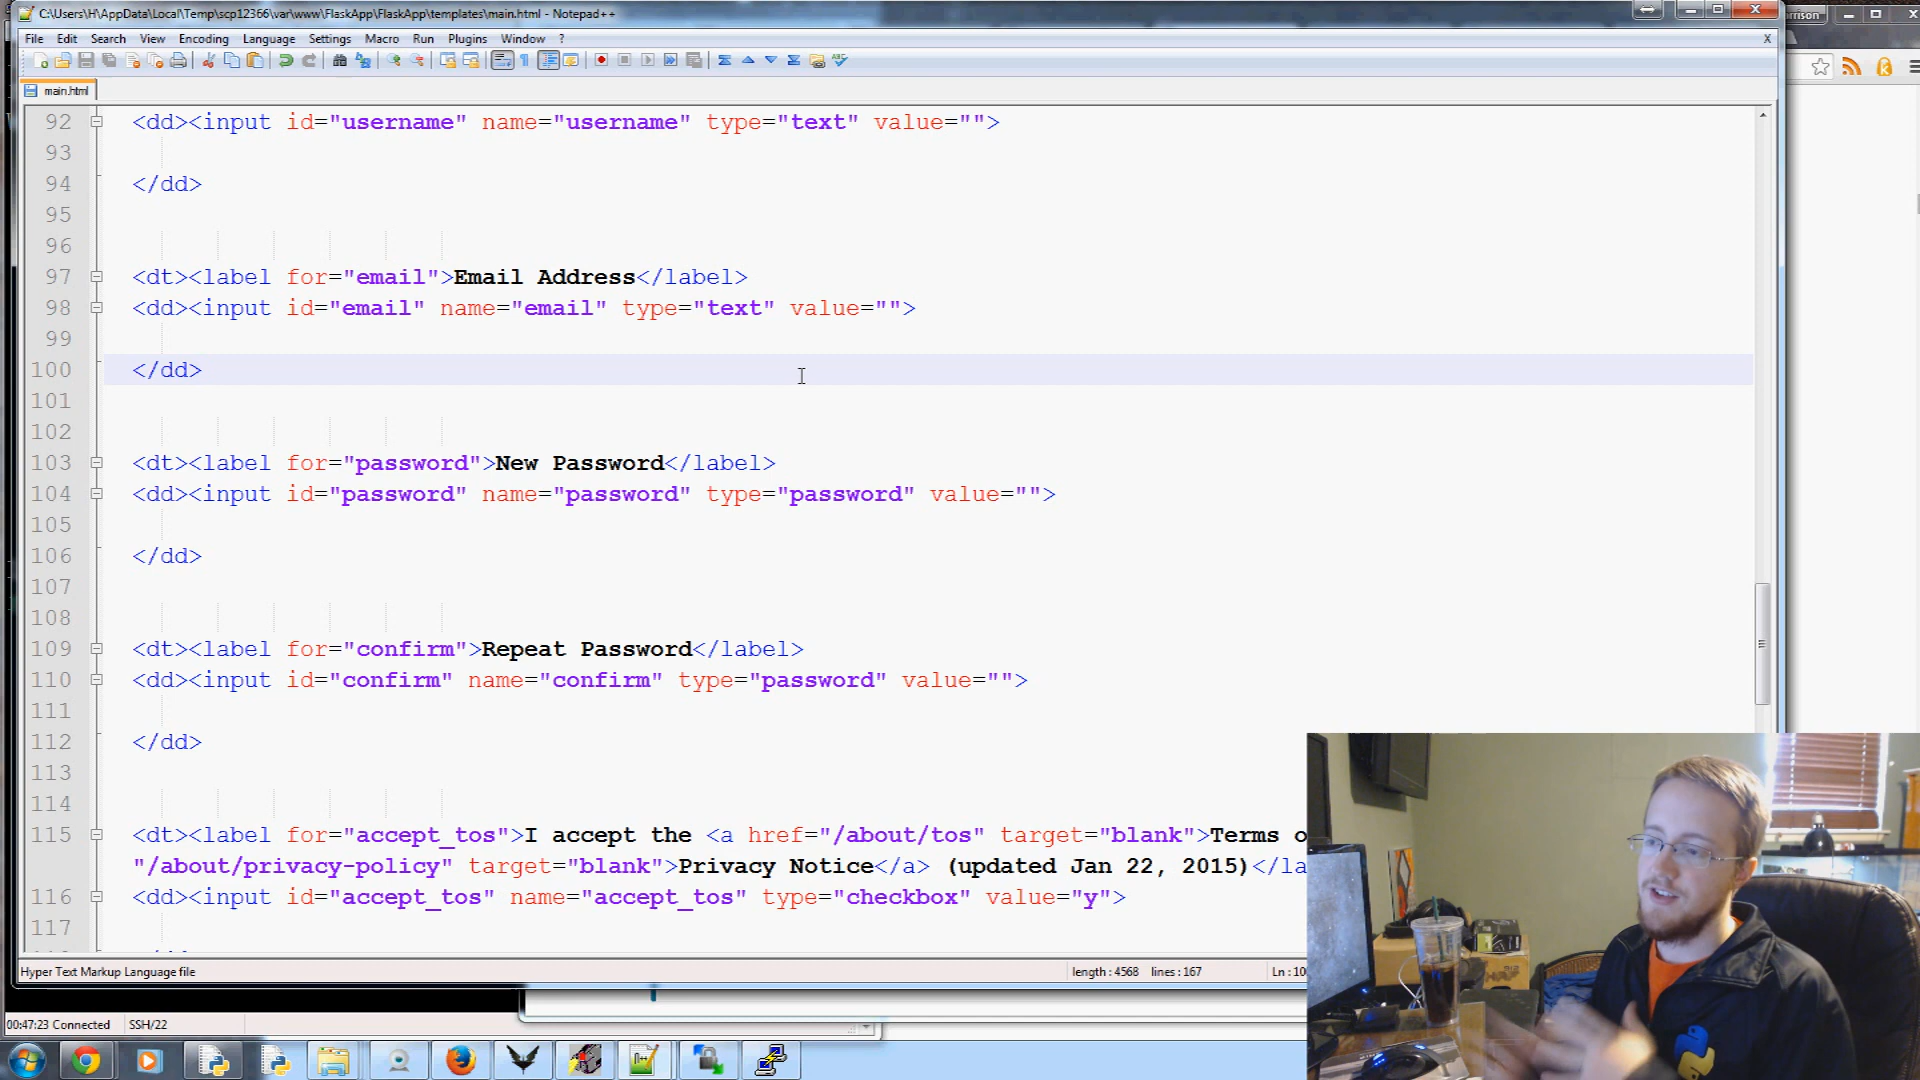 C:\Users\H\AppData\Local\Temp\scp12366\var\www\FlaskApp\FlaskApp\templates\main.html - Notepad++
rrison
File Edit Search View Encoding Language Settings Macro Run Plugins Window ? X
main.html
92 <dd><input id="username" name="username" type="text" value="">
93
94 </dd>
95
96
97 <dt><label for="email">Email Address</label>
98 <dd><input id="email" name="email" type="text" value="">
99
100 </dd>
101
102
103 <dt><label for="password">New Password</label>
104 <dd><input id="password" name="password" type="password" value="">
105
106 </dd>
107
108
109 <dt><label for="confirm">Repeat Password</label>
110 <dd><input id="confirm" name="confirm" type="password" value="">
111
112 </dd>
113
114
115 <dt><label for="accept_tos">I accept the <a href="/about/tos" target="blank">Terms o
"/about/privacy-policy" target="blank">Privacy Notice</a> (updated Jan 22, 2015)</la
116 <dd><input id="accept_tos" name="accept_tos" type="checkbox" value="y">
117
Hyper Text Markup Language file length : 4568 lines : 167 Ln : 10
00:47:23 Connected SSH/22